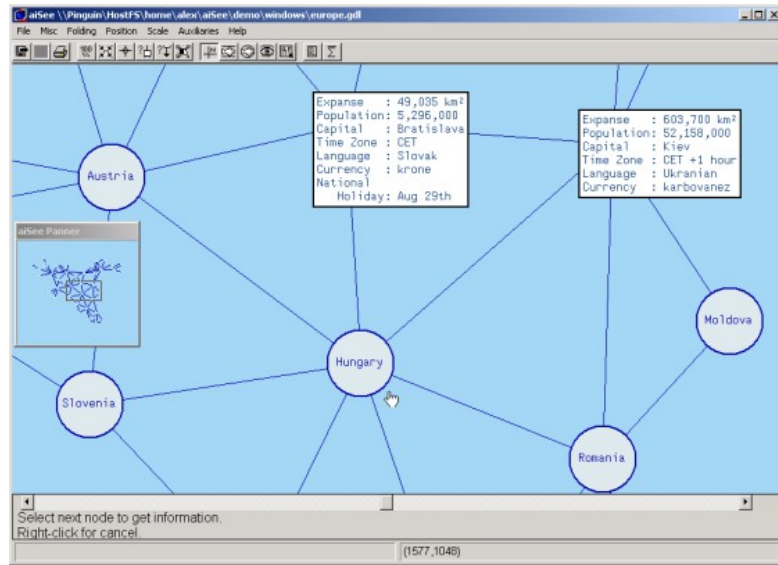 aiSee \\Pinguin\HostFS\home\alex\aiSee\demo\windows\europe.gdl
File Misc Folding Position Scale Auxiliaries Help
Expanse : 49,035 km²
Population: 5,296,000
Capital : Bratislava
Time Zone : CET
Language : Slovak
Currency : krone
National
Holiday: Aug 29th
Expanse : 603,700 km²
Population: 52,158,000
Capital : Kiev
Time Zone : CET +1 hour
Language : Ukranian
Currency : karbovanez
Austria
aiSee Panner
Moldova
Hungary
Slovenia
Romania
Select next node to get information.
Right-click for cancel.
(1577,1048)